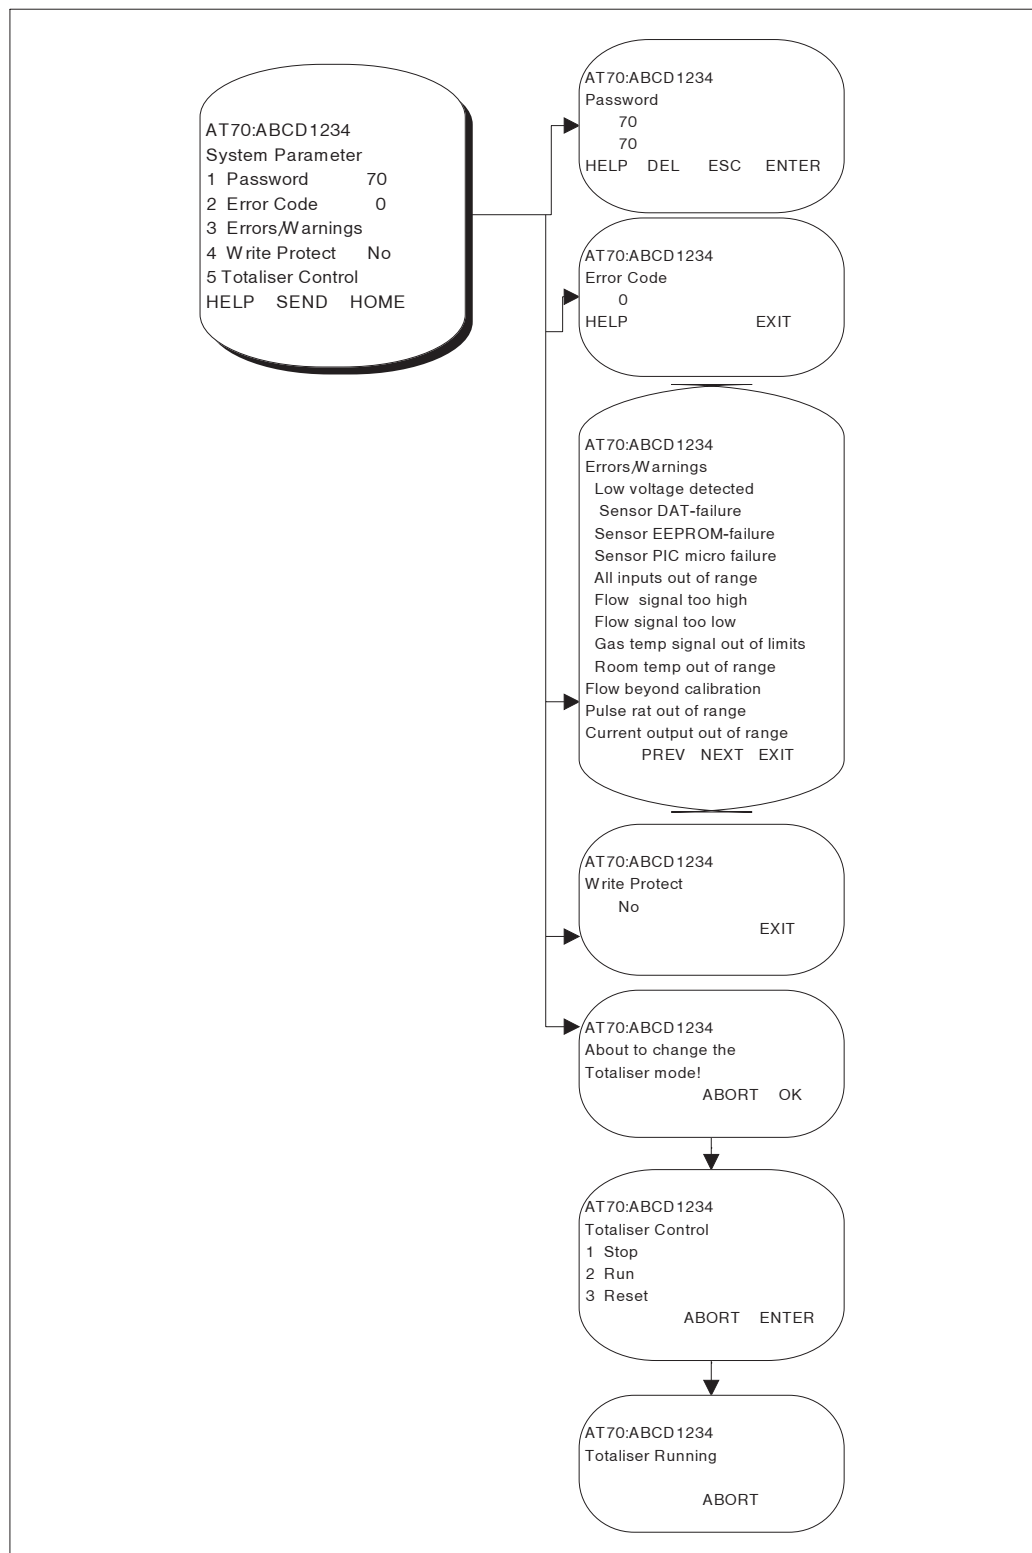 AT70:ABCD1234
System Parameter
1 Password 70
2 Error Code 0
3 Errors/Warnings
4 Write Protect No
5 Totaliser Control
HELP SEND HOME
AT70:ABCD1234
Password
70
70
HELP DEL ESC ENTER
AT70:ABCD1234
Error Code
0
HELP EXIT
AT70:ABCD1234
Errors/Warnings
Low voltage detected
Sensor DAT-failure
Sensor EEPROM-failure
Sensor PIC micro failure
All inputs out of range
Flow signal too high
Flow signal too low
Gas temp signal out of limits
Room temp out of range
Flow beyond calibration
Pulse rat out of range
Current output out of range
PREV NEXT EXIT
AT70:ABCD1234
Write Protect
No
EXIT
AT70:ABCD1234
About to change the
Totaliser mode!
ABORT OK
AT70:ABCD1234
Totaliser Control
1 Stop
2 Run
3 Reset
ABORT ENTER
AT70:ABCD1234
Totaliser Running
ABORT